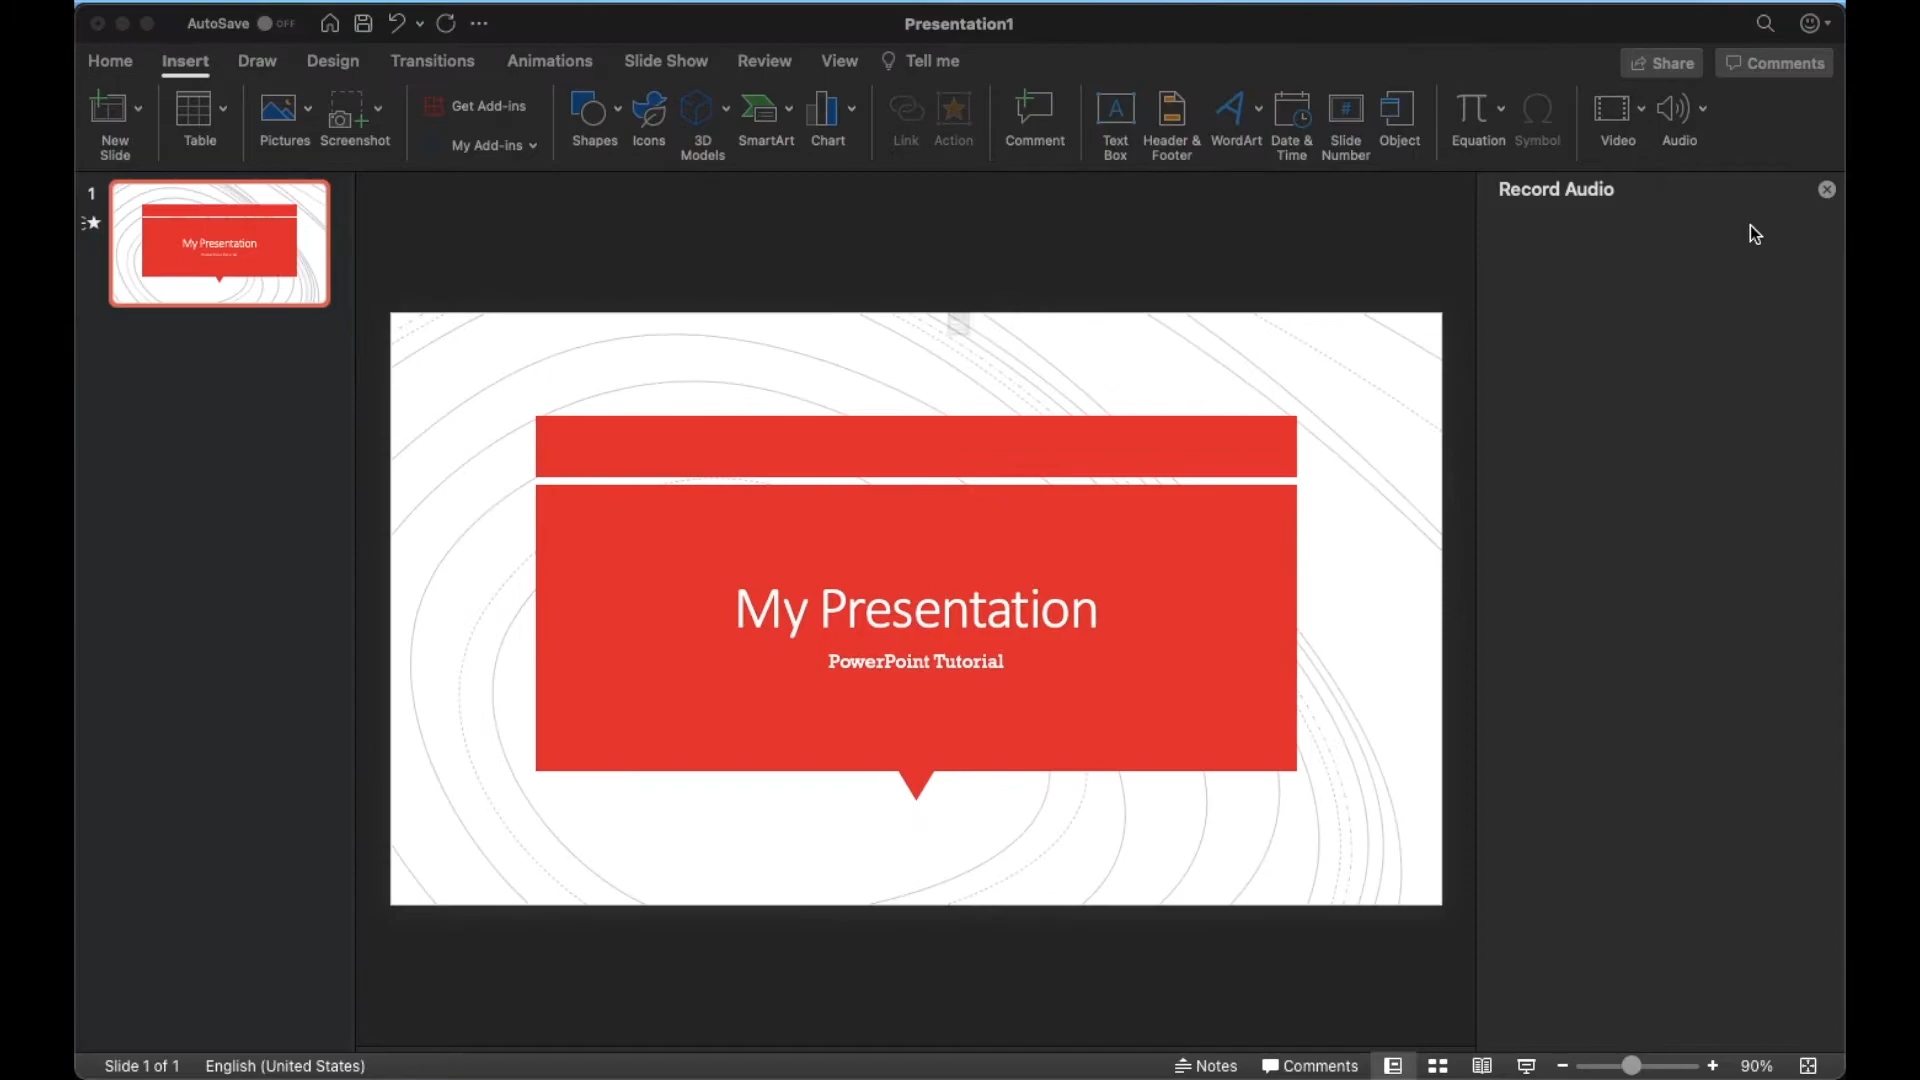 AutoSave OFF
Presentation1
Home Insert Draw Design Transitions Animations Slide Show Review View Tell me
Share Comments
New Slide
Table
Pictures
Screenshot
Get Add-ins
My Add-ins
Shapes
Icons
3D Models
SmartArt
Chart
Link
Action
Comment
Text Box
Header & Footer
WordArt
Date & Time
Slide Number
Object
Equation
Symbol
Video
Audio
1
My Presentation
Record Audio
My Presentation
PowerPoint Tutorial
Slide 1 of 1 English (United States)
Notes Comments 90%